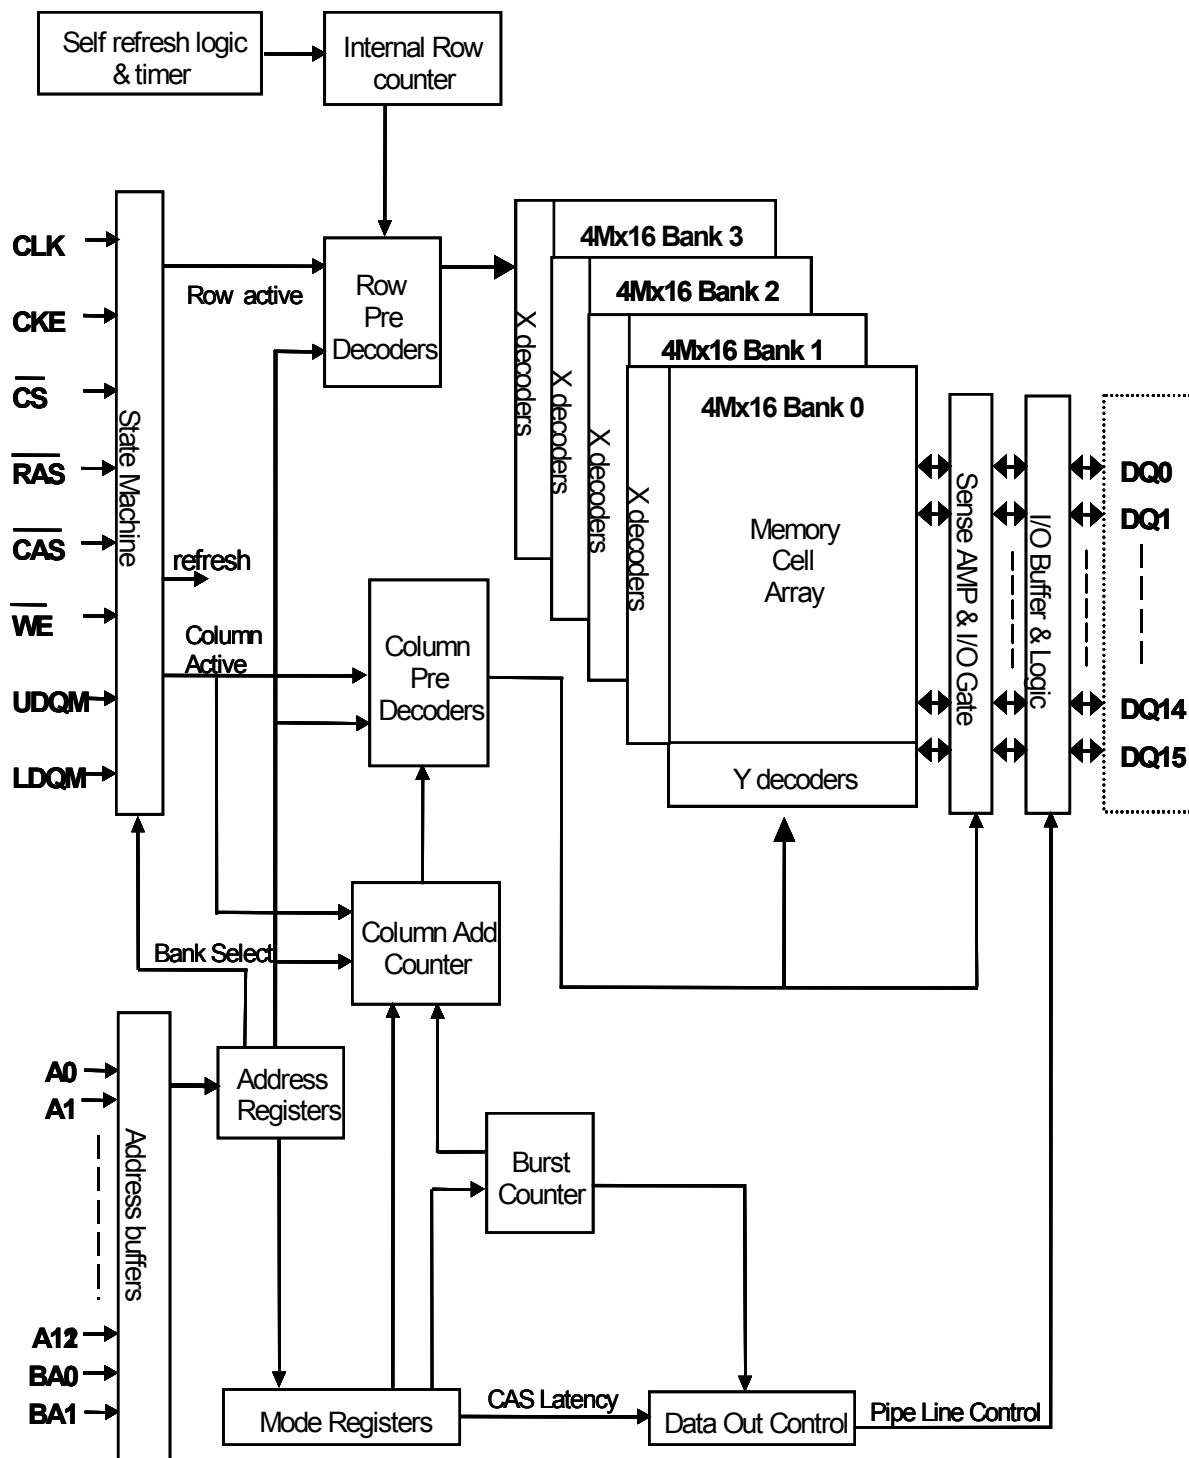 Self refresh logic
& timer
Internal Row
counter
CLK
CKE
CS
RAS
CAS
WE
UDQM
LDQM
State Machine
Row active
refresh
Column
Active
Bank Select
Row
Pre
Decoders
Column
Pre
Decoders
Column Add
Counter
X decoders
4Mx16 Bank 3
X decoders
4Mx16 Bank 2
X decoders
4Mx16 Bank 1
X decoders
4Mx16 Bank 0
Memory
Cell
Array
Y decoders
Sense AMP & I/O Gate
I/O Buffer & Logic
DQ0
DQ1
DQ14
DQ15
A0
A1
A12
BA0
BA1
Address buffers
Address
Registers
Burst
Counter
Mode Registers
CAS Latency
Data Out Control
Pipe Line Control